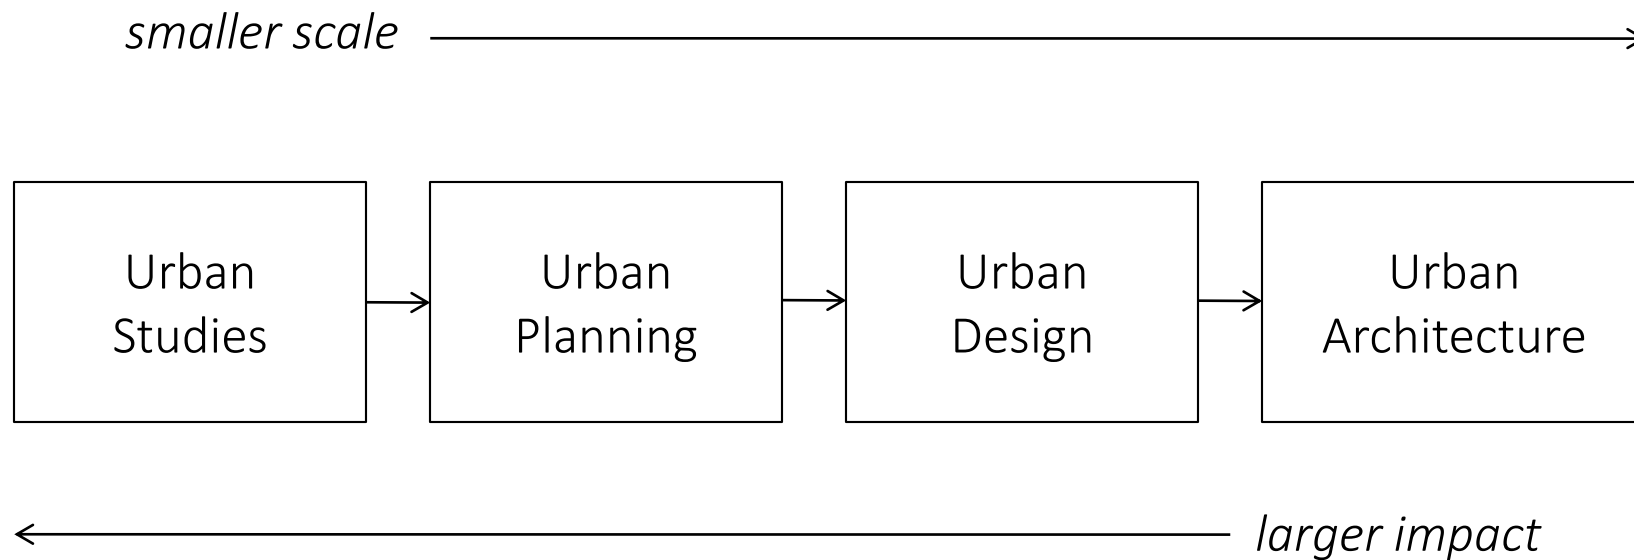 smaller scale
Urban
Studies
Urban
Planning
Urban
Design
Urban
Architecture
larger impact